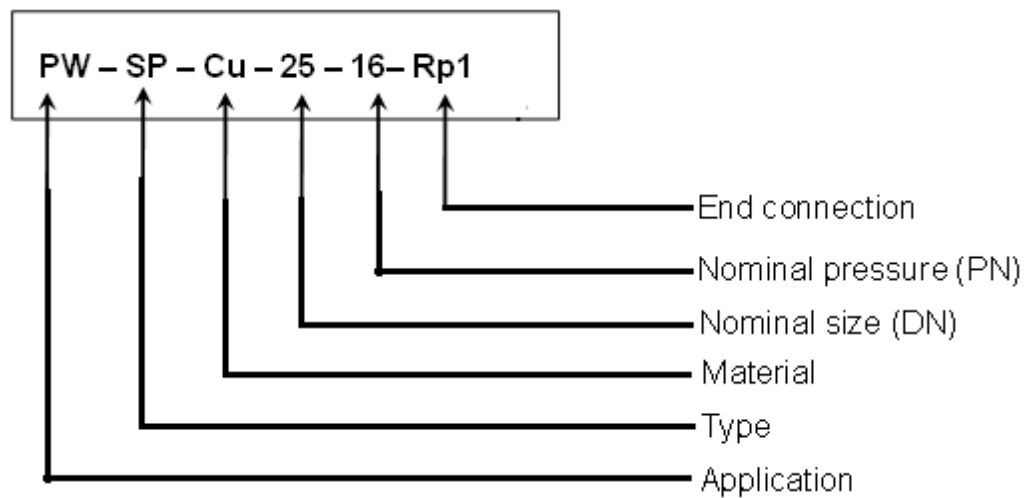 PW – SP – Cu – 25 – 16– Rp1
End connection
Nominal pressure (PN)
Nominal size (DN)
Material
Type
Application